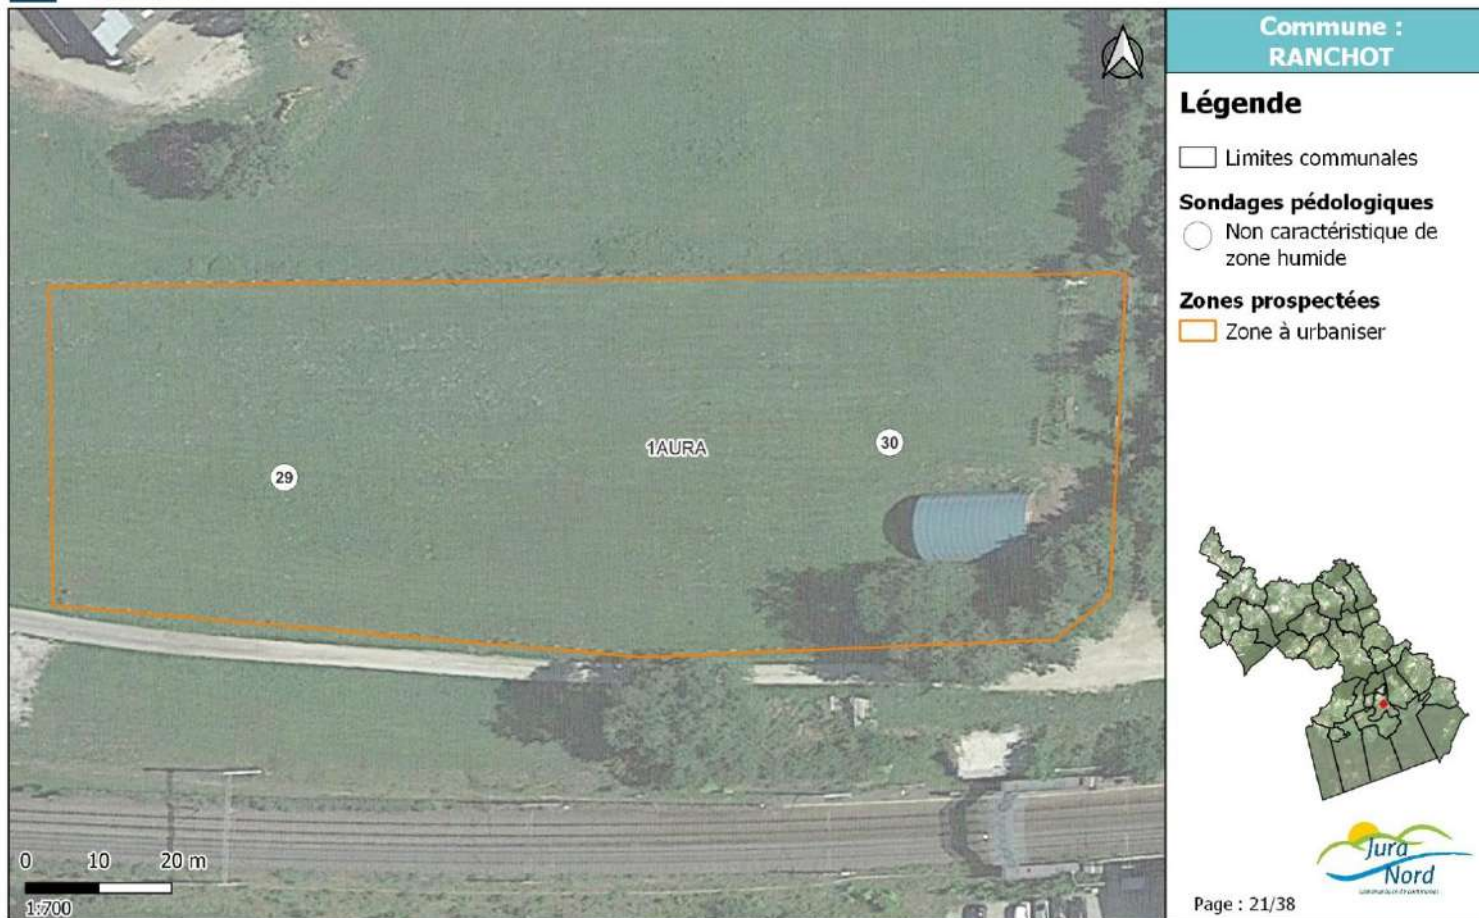 Commune :
RANCHOT
Légende
Limites communales
Sondages pédologiques
Non caractéristique de
zone humide
Zones prospectées
Zone à urbaniser
1AURA
30
29
0 10 20 m
1:700
Jura
Nord
Page : 21/38